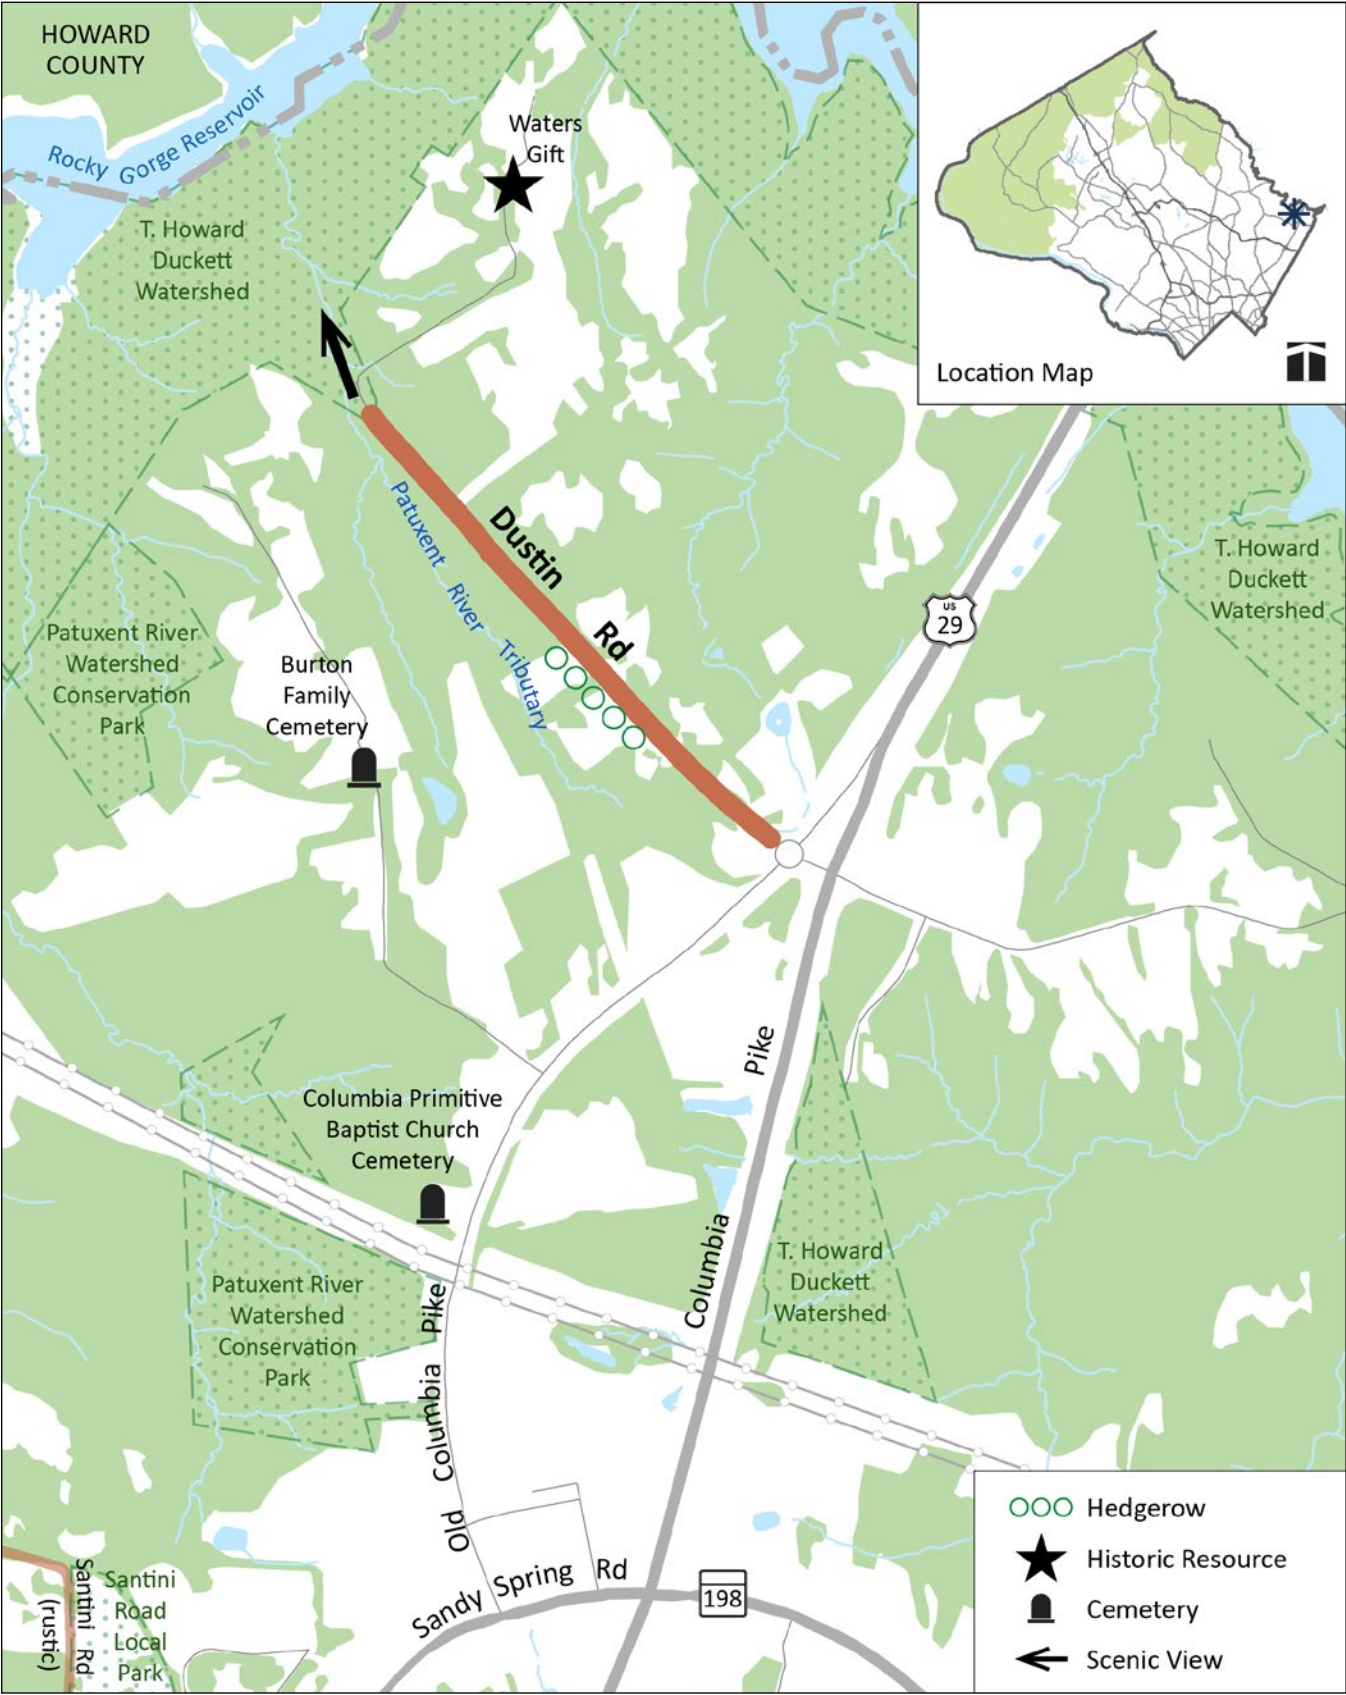 HOWARD
COUNTY
Rocky Gorge Reservoir
Waters
Gift
T. Howard
Duckett
Watershed
Location Map
Dustin Rd
Patuxent River Tributary
US
29
T. Howard
Duckett
Watershed
Patuxent River
Watershed
Conservation
Park
Burton
Family
Cemetery
Columbia Pike
Columbia Primitive
Baptist Church
Cemetery
T. Howard
Duckett
Watershed
Patuxent River
Watershed
Conservation
Park
Old Columbia Pike
Sandy Spring Rd
198
Santini Rd
(rustic)
Santini
Road
Local
Park
Hedgerow
Historic Resource
Cemetery
Scenic View